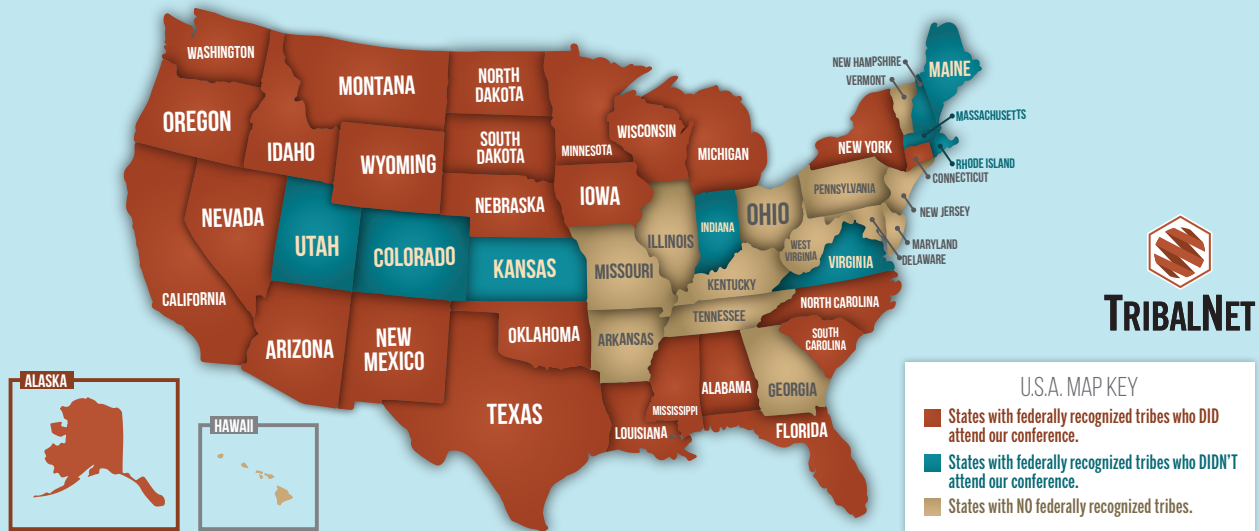 WASHINGTON
OREGON
IDAHO
MONTANA
WYOMING
NORTH
DAKOTA
SOUTH
DAKOTA
NEBRASKA
MINNESOTA
WISCONSIN
MICHIGAN
IOWA
NEVADA
UTAH
COLORADO
KANSAS
CALIFORNIA
ARIZONA
NEW
MEXICO
TEXAS
OKLAHOMA
MISSOURI
ARKANSAS
LOUISIANA
MISSISSIPPI
ALABAMA
GEORGIA
FLORIDA
ILLINOIS
INDIANA
OHIO
KENTUCKY
TENNESSEE
WEST
VIRGINIA
VIRGINIA
NORTH CAROLINA
SOUTH
CAROLINA
PENNSYLVANIA
NEW YORK
NEW HAMPSHIRE
VERMONT
MAINE
MASSACHUSETTS
RHODE ISLAND
CONNECTICUT
NEW JERSEY
MARYLAND
DELAWARE
ALASKA
HAWAII
TRIBALNET
U.S.A. MAP KEY
States with federally recognized tribes who DID
attend our conference.
States with federally recognized tribes who DIDN'T
attend our conference.
States with NO federally recognized tribes.